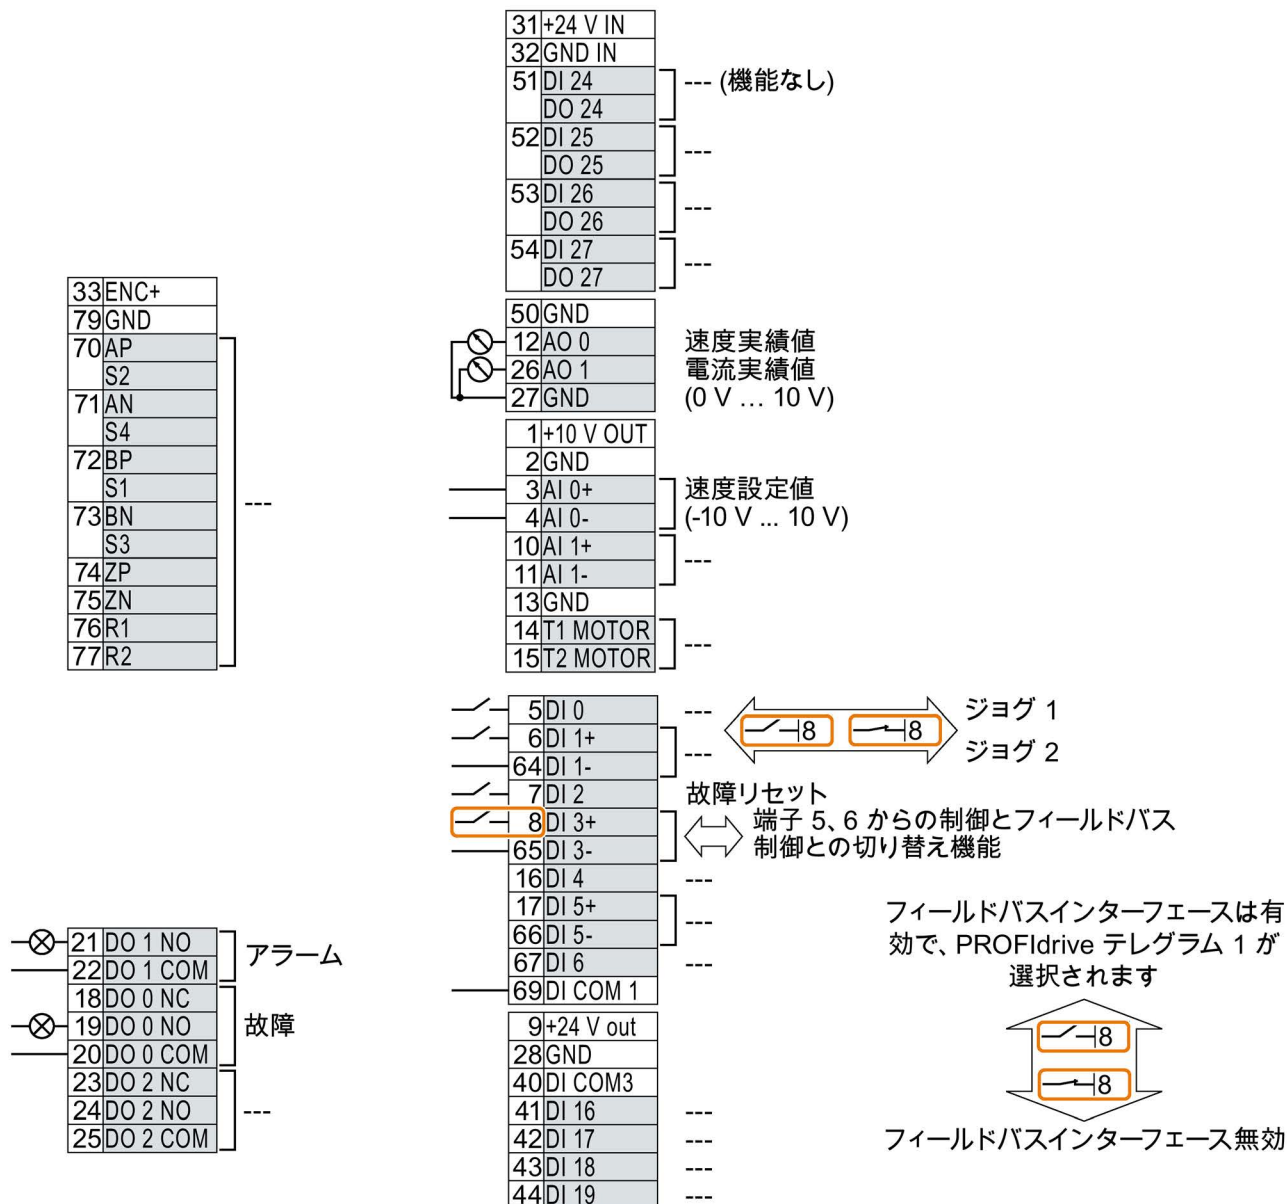 31 +24 V IN
32 GND IN
51 DI 24 --- (機能なし)
DO 24
52 DI 25
DO 25 ---
53 DI 26
DO 26 ---
54 DI 27
DO 27 ---
33 ENC+
79 GND
70 AP
S2
71 AN
S4
72 BP
S1
73 BN
S3
74 ZP
75 ZN
76 R1
77 R2
---
50 GND
12 AO 0 速度実績値
26 AO 1 電流実績値
27 GND (0 V … 10 V)
1 +10 V OUT
2 GND
3 AI 0+ 速度設定値
4 AI 0- (-10 V ... 10 V)
10 AI 1+
11 AI 1- ---
13 GND
14 T1 MOTOR
15 T2 MOTOR ---
5 DI 0 --- 8 8 ジョグ 1
6 DI 1+
64 DI 1- --- ジョグ 2
7 DI 2 故障リセット
8 DI 3+ 端子 5、6 からの制御とフィールドバス
65 DI 3- 制御との切り替え機能
16 DI 4 ---
17 DI 5+
66 DI 5- ---
67 DI 6 ---
69 DI COM 1
21 DO 1 NO アラーム
22 DO 1 COM
18 DO 0 NC
19 DO 0 NO 故障
20 DO 0 COM
23 DO 2 NC
24 DO 2 NO ---
25 DO 2 COM
9 +24 V out
28 GND
40 DI COM3
41 DI 16 ---
42 DI 17 ---
43 DI 18 ---
44 DI 19 ---
フィールドバスインターフェースは有
効で、PROFIdrive テレグラム 1 が
選択されます
8
8
フィールドバスインターフェース無効